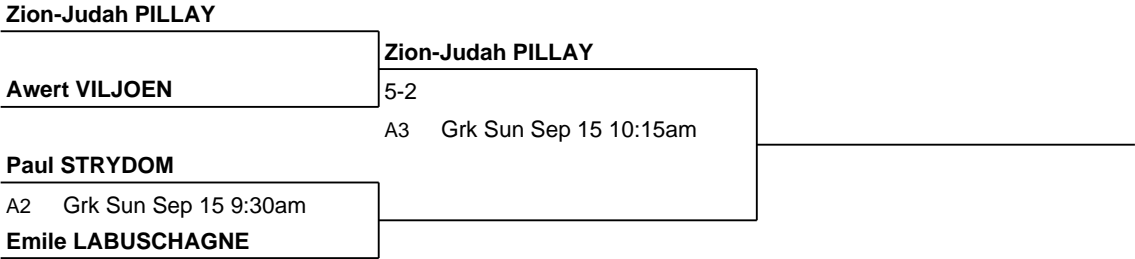 Zion-Judah PILLAY
Zion-Judah PILLAY
Awert VILJOEN
5-2
A3 Grk Sun Sep 15 10:15am
Paul STRYDOM
A2 Grk Sun Sep 15 9:30am
Emile LABUSCHAGNE